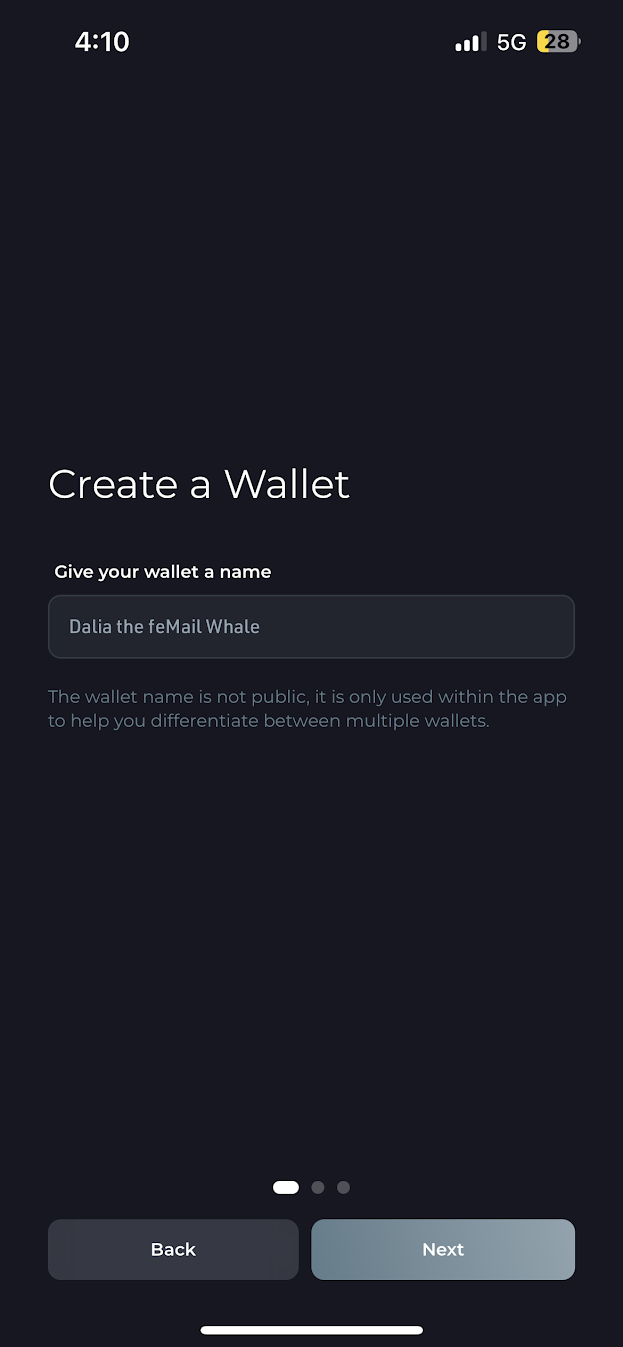 4:10
5G
28
Create a Wallet
Give your wallet a name
Dalia the feMail Whale
The wallet name is not public, it is only used within the app
to help you differentiate between multiple wallets.
Back
Next